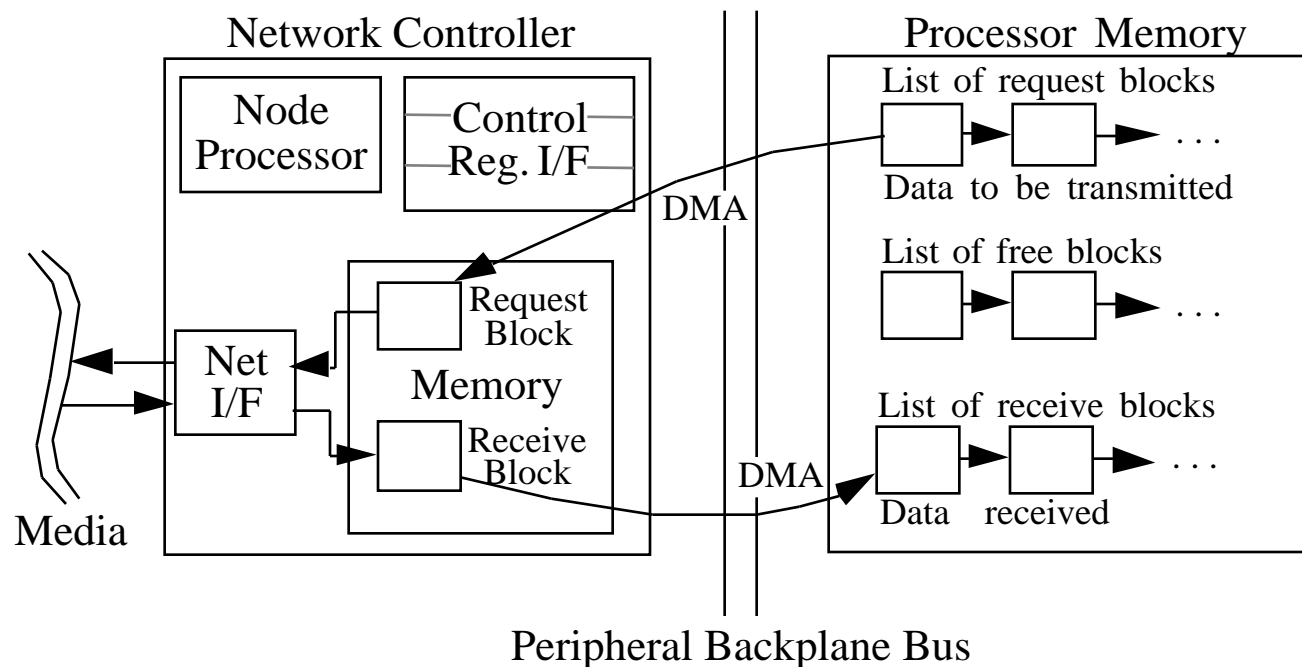 Network Controller
Processor Memory
Node
Processor
Control
Reg. I/F
List of request blocks
. . .
Data to be transmitted
DMA
List of free blocks
. . .
Request
Block
Net
I/F
Memory
Receive
Block
List of receive blocks
. . .
Data received
DMA
Media
Peripheral Backplane Bus